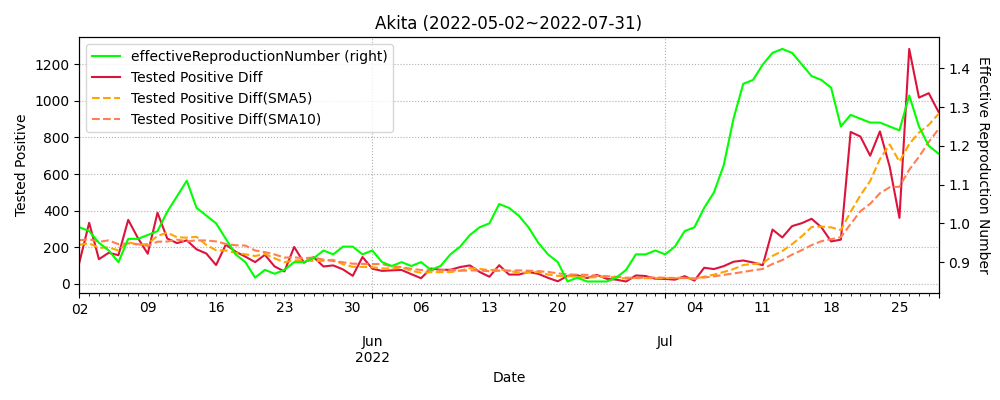 Akita (2022-05-02~2022-07-31)
effectiveReproductionNumber (right)
Tested Positive Diff
Tested Positive Diff(SMA5)
Tested Positive Diff(SMA10)
Tested Positive
1200
1000
800
600
400
200
0
1.4
1.3
1.2
1.1
1.0
0.9
Effective Reproduction Number
02 09 16 23 30 06 13 20 27 04 11 18 25
Jun Jul
2022
Date